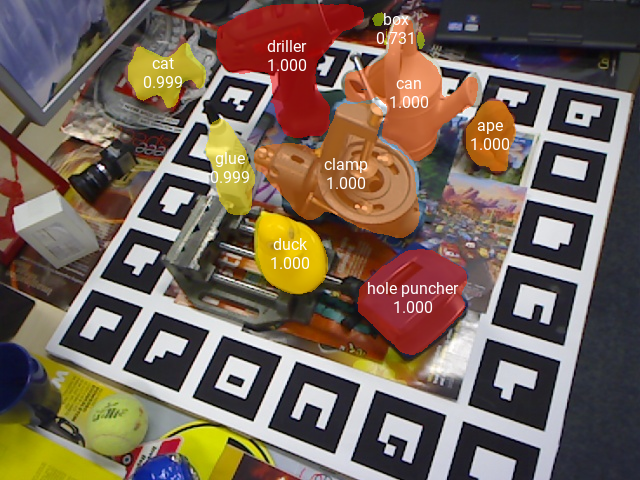 box
0.731
driller
1.000
cat
0.999
can
1.000
ape
1.000
glue
0.999
clamp
1.000
duck
1.000
hole puncher
1.000